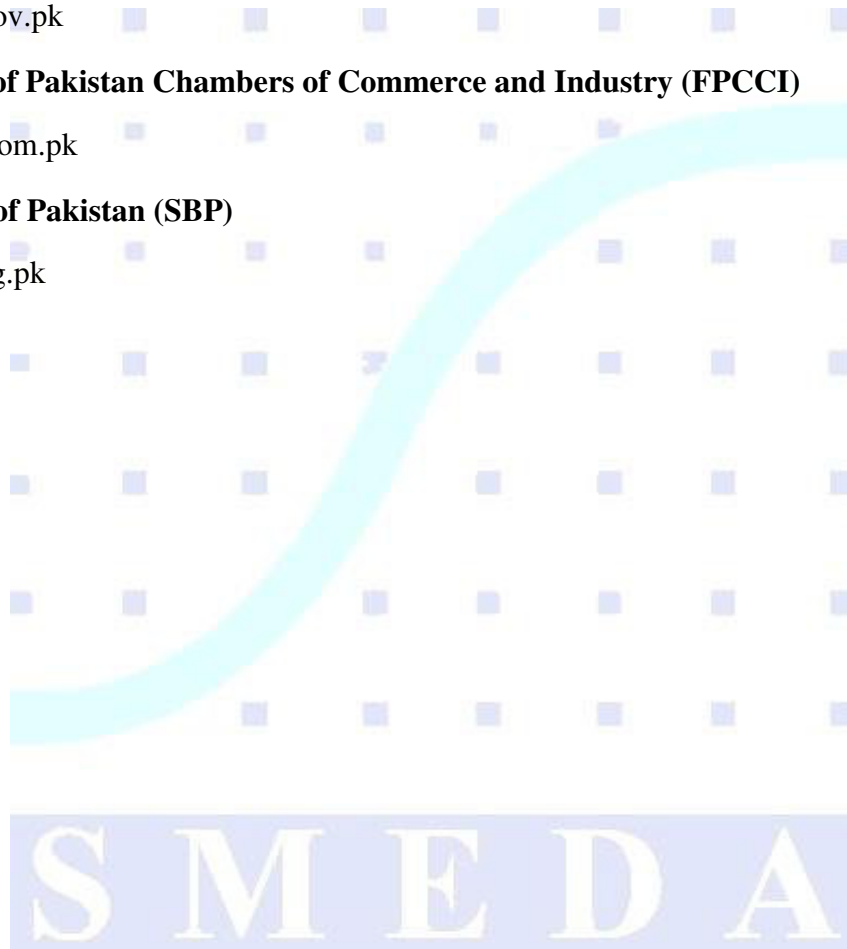 ov.pk
of Pakistan Chambers of Commerce and Industry (FPCCI)
om.pk
of Pakistan (SBP)
g.pk
SMEDA